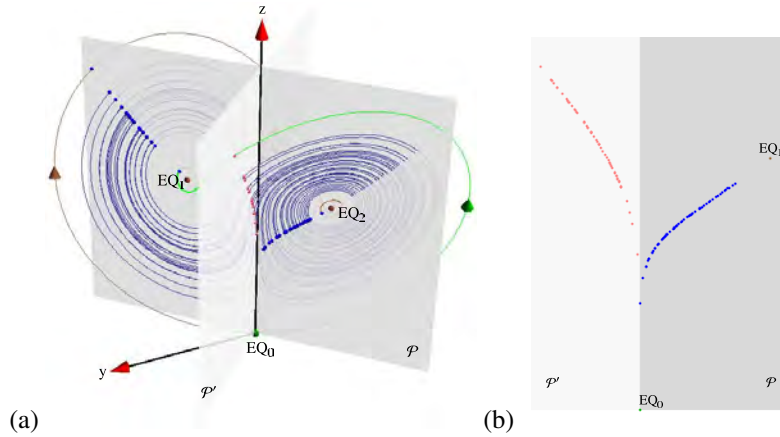 z
EQ₁
EQ₂
EQ₀
y
𝒫
𝒫′
(a)
EQ₁
𝒫′
𝒫
EQ₀
(b)